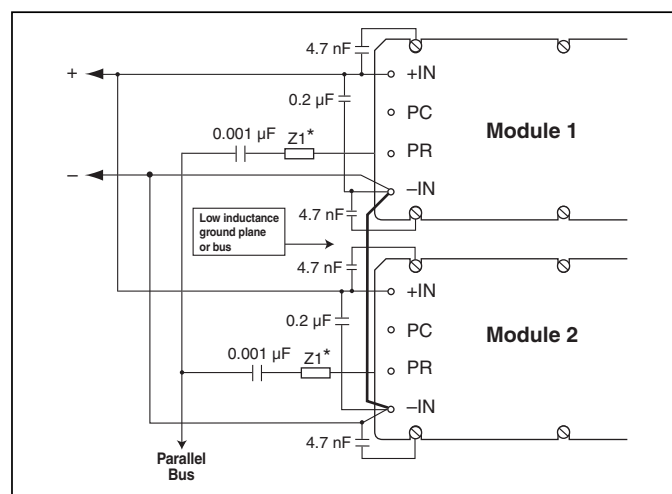 4.7 nF
+
+IN
0.2 µF
PC
Module 1
0.001 µF
Z1*
PR
–
–IN
4.7 nF
Low inductance
ground plane
or bus
4.7 nF
+IN
0.2 µF
PC
Module 2
0.001 µF
Z1*
PR
–IN
4.7 nF
Parallel
Bus